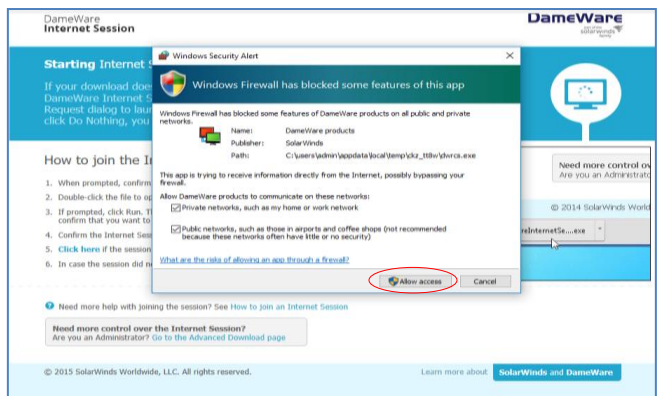 DameWare
Internet Session
DameWare
Starting Internet S
If your download doe
DameWare Internet S
Request dialog to laun
click Do Nothing, you
Windows Security Alert
Windows Firewall has blocked some features of this app
Windows Firewall has blocked some features of DameWare products on all public and private
networks.
Name: DameWare products
Publisher: SolarWinds
Path: C:\users\admin\appdata\local\temp\
This app is trying to receive information directly from the Internet, possibly bypassing your
firewall.
Allow DameWare products to communicate on these networks:
Private networks, such as my home or work network
Public networks, such as those in airports and coffee shops (not recommended
because these networks often have little or no security)
What are the risks of allowing an app through a firewall?
Allow access Cancel
How to join the I
1. When prompted, confirm
2. Double-click the file to op
3. If prompted, click Run. T
confirm that you want to
4. Confirm the Internet Sess
5. Click here if the session
6. In case the session did n
Need more control ov
Are you an Administrato
© 2014 SolarWinds World
reInternetSe....exe
Need more help with joining the session? See How to join an Internet Session
Need more control over the Internet Session?
Are you an Administrator? Go to the Advanced Download page
© 2015 SolarWinds Worldwide, LLC. All rights reserved.
Learn more about SolarWinds and DameWare